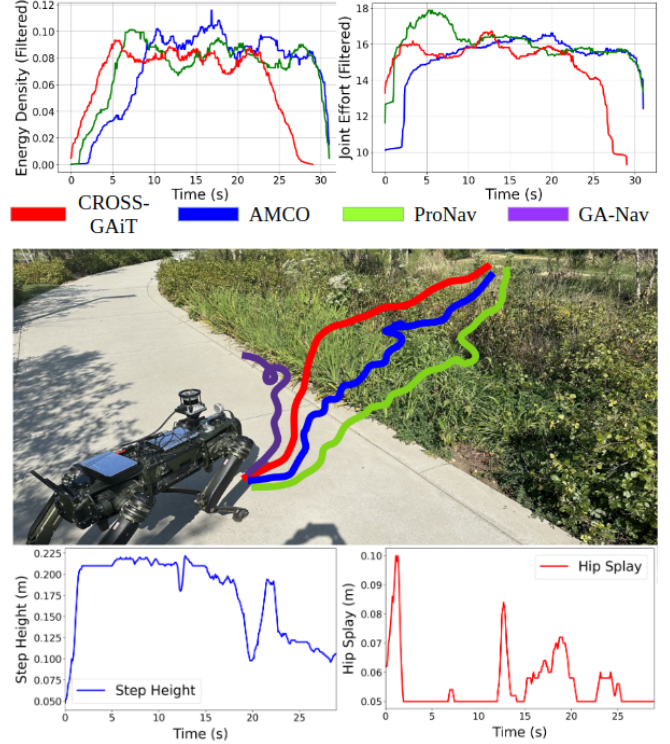 0.12
0.10
0.08
0.06
0.04
0.02
0.00
Energy Density (Filtered)
0 5 10 15 20 25 30
Time (s)
18
16
14
12
10
Joint Effort (Filtered)
0 5 10 15 20 25 30
Time (s)
CROSS-
GAiT
AMCO
ProNav
GA-Nav
0.225
0.200
0.175
0.150
0.125
0.100
0.075
0.050
Step Height (m)
Step Height
0 5 10 15 20 25
Time (s)
0.10
0.09
0.08
0.07
0.06
0.05
Hip Splay (m)
Hip Splay
0 5 10 15 20 25
Time (s)